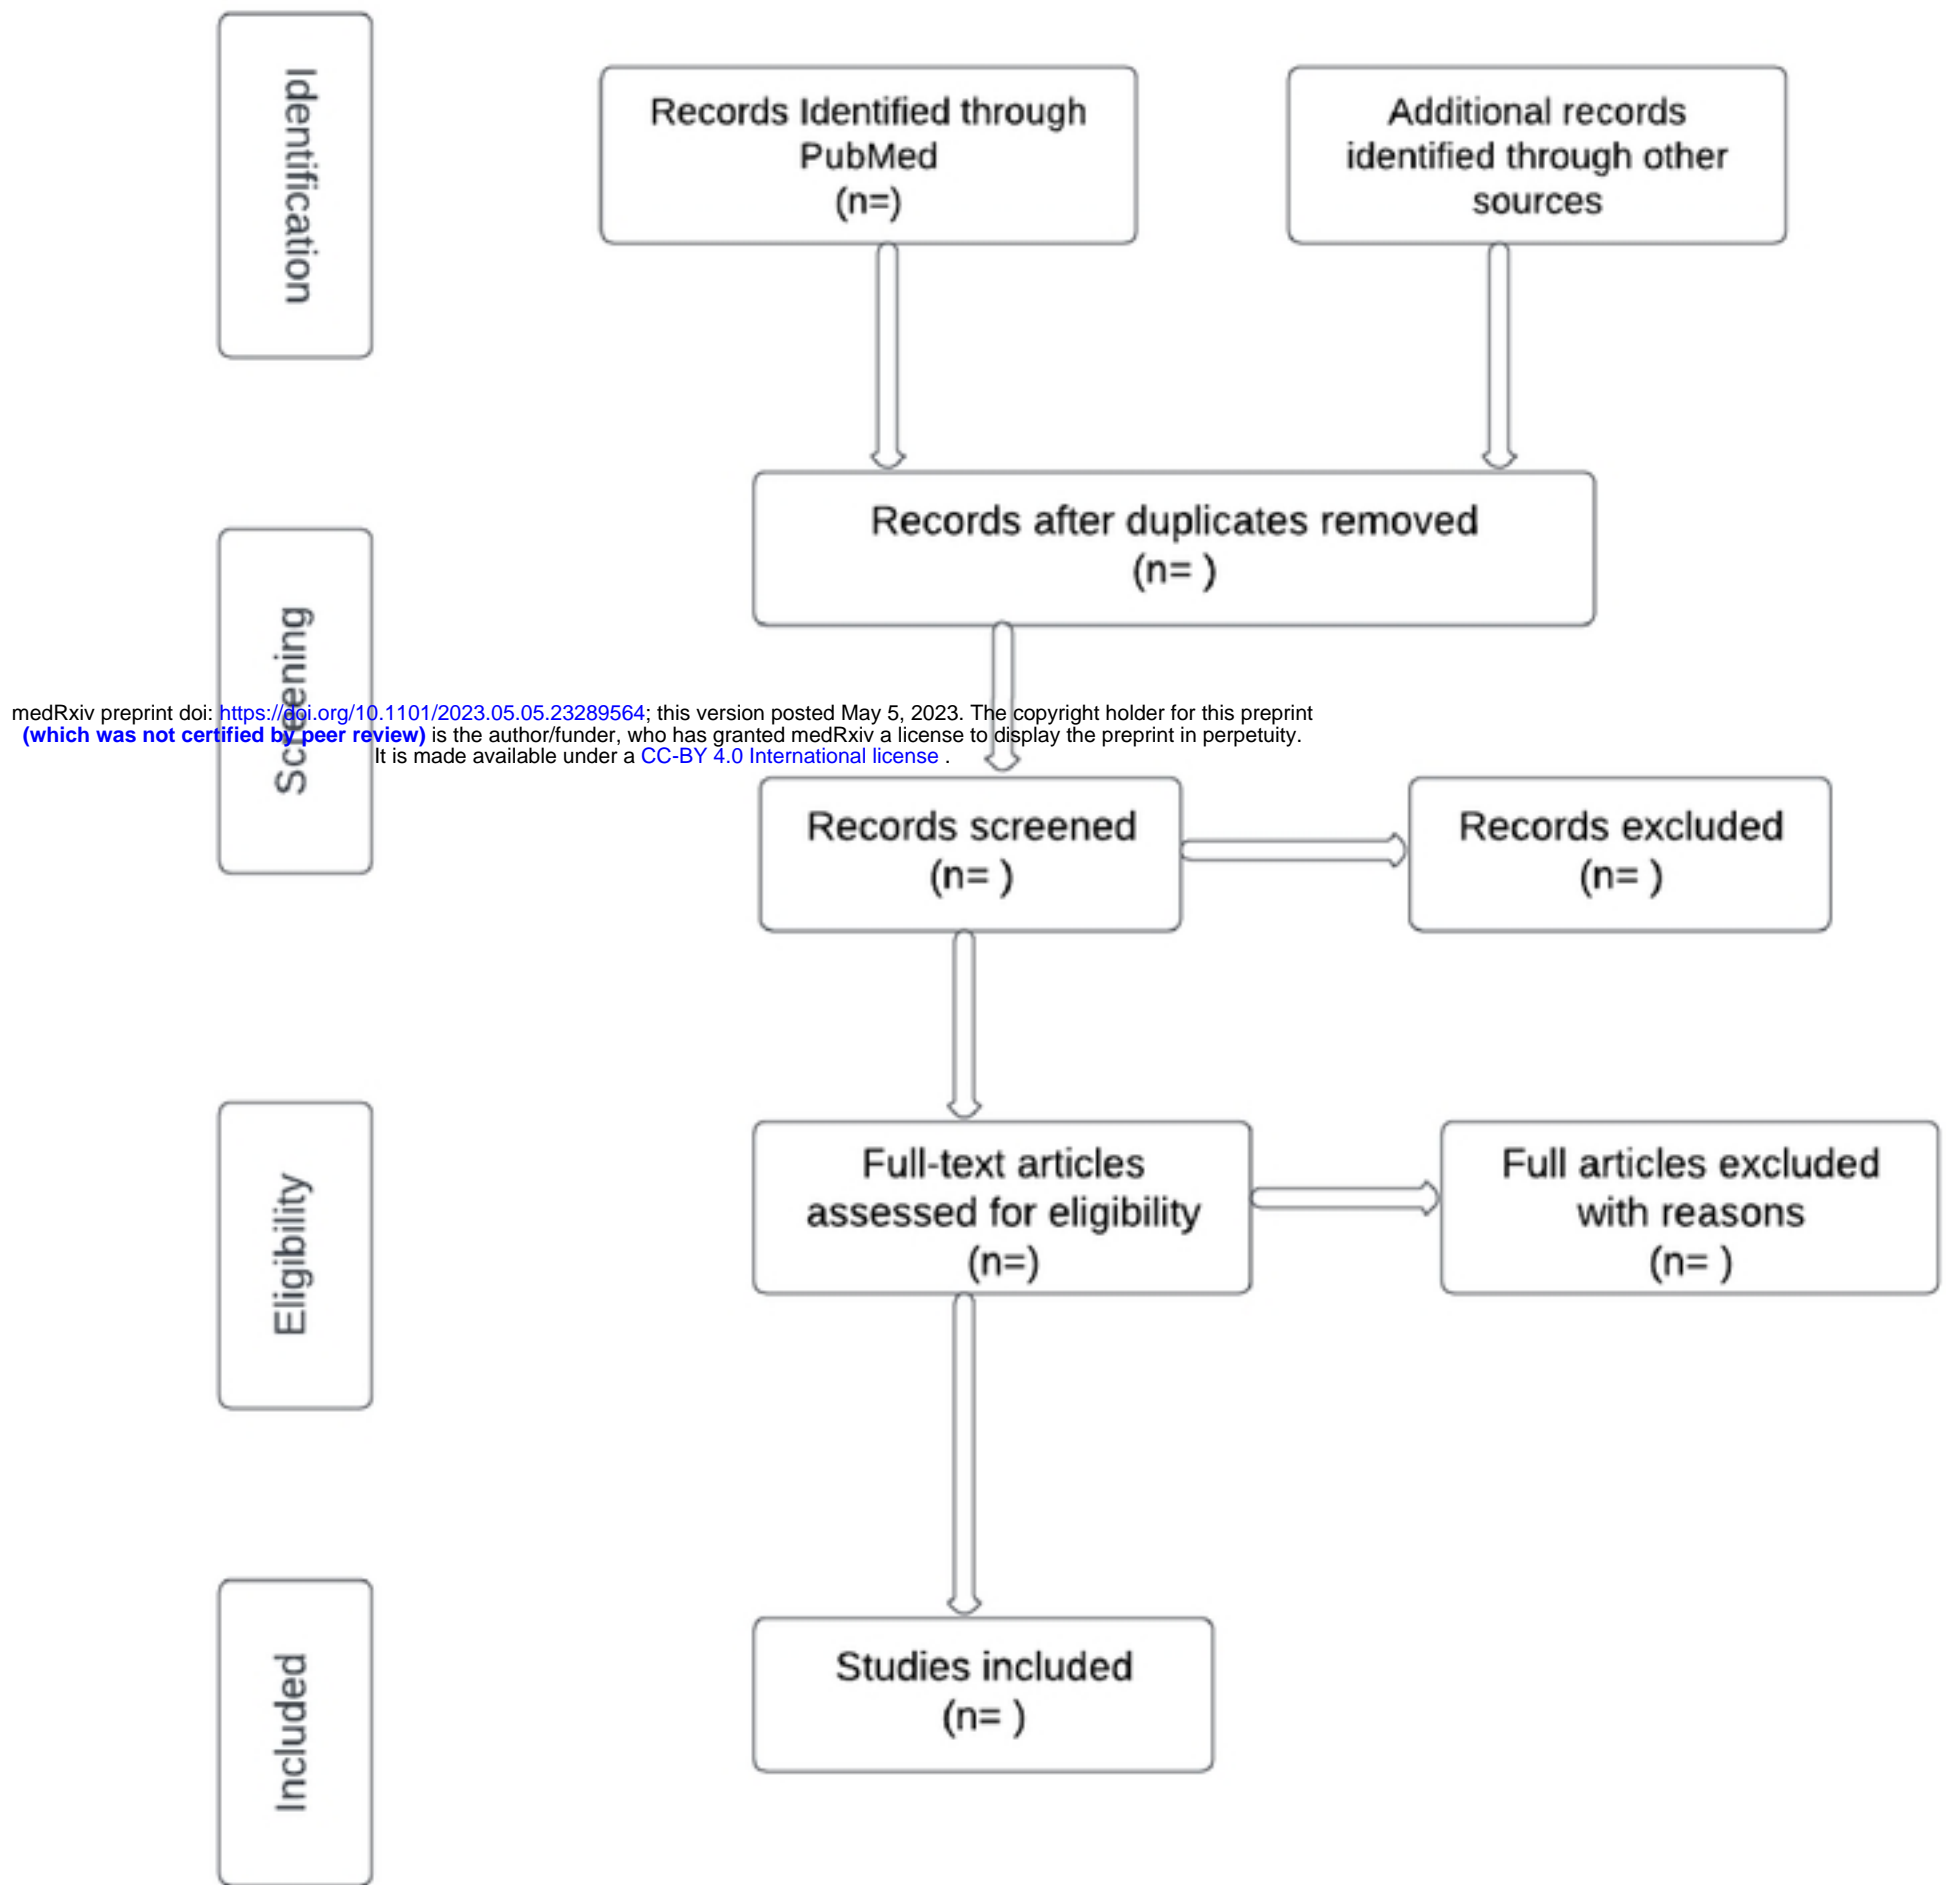 Identification
Records Identified through
PubMed
(n=)
Additional records
identified through other
sources
Records after duplicates removed
(n= )
Screening
medRxiv preprint doi: https://doi.org/10.1101/2023.05.05.23289564; this version posted May 5, 2023. The copyright holder for this preprint
(which was not certified by peer review) is the author/funder, who has granted medRxiv a license to display the preprint in perpetuity.
It is made available under a CC-BY 4.0 International license .
Records screened
(n= )
Records excluded
(n= )
Eligibility
Full-text articles
assessed for eligibility
(n=)
Full articles excluded
with reasons
(n= )
Included
Studies included
(n= )